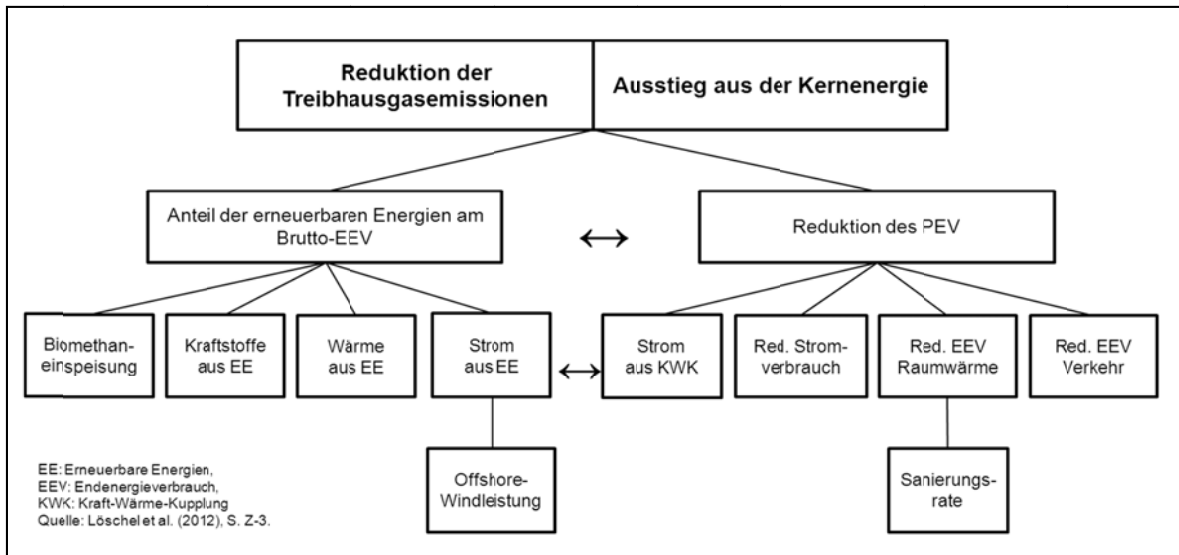 Reduktion der
Treibhausgasemissionen
Ausstieg aus der Kernenergie
Anteil der erneuerbaren Energien am
Brutto-EEV
Reduktion des PEV
Biomethan-
einspeisung
Kraftstoffe
aus EE
Wärme
aus EE
Strom
aus EE
Strom
aus KWK
Red. Strom-
verbrauch
Red. EEV
Raumwärme
Red. EEV
Verkehr
Offshore-
Windleistung
Sanierungs-
rate
EE: Erneuerbare Energien,
EEV: Endenergieverbrauch,
KWK: Kraft-Wärme-Kupplung
Quelle: Löschel et al. (2012), S. Z-3.